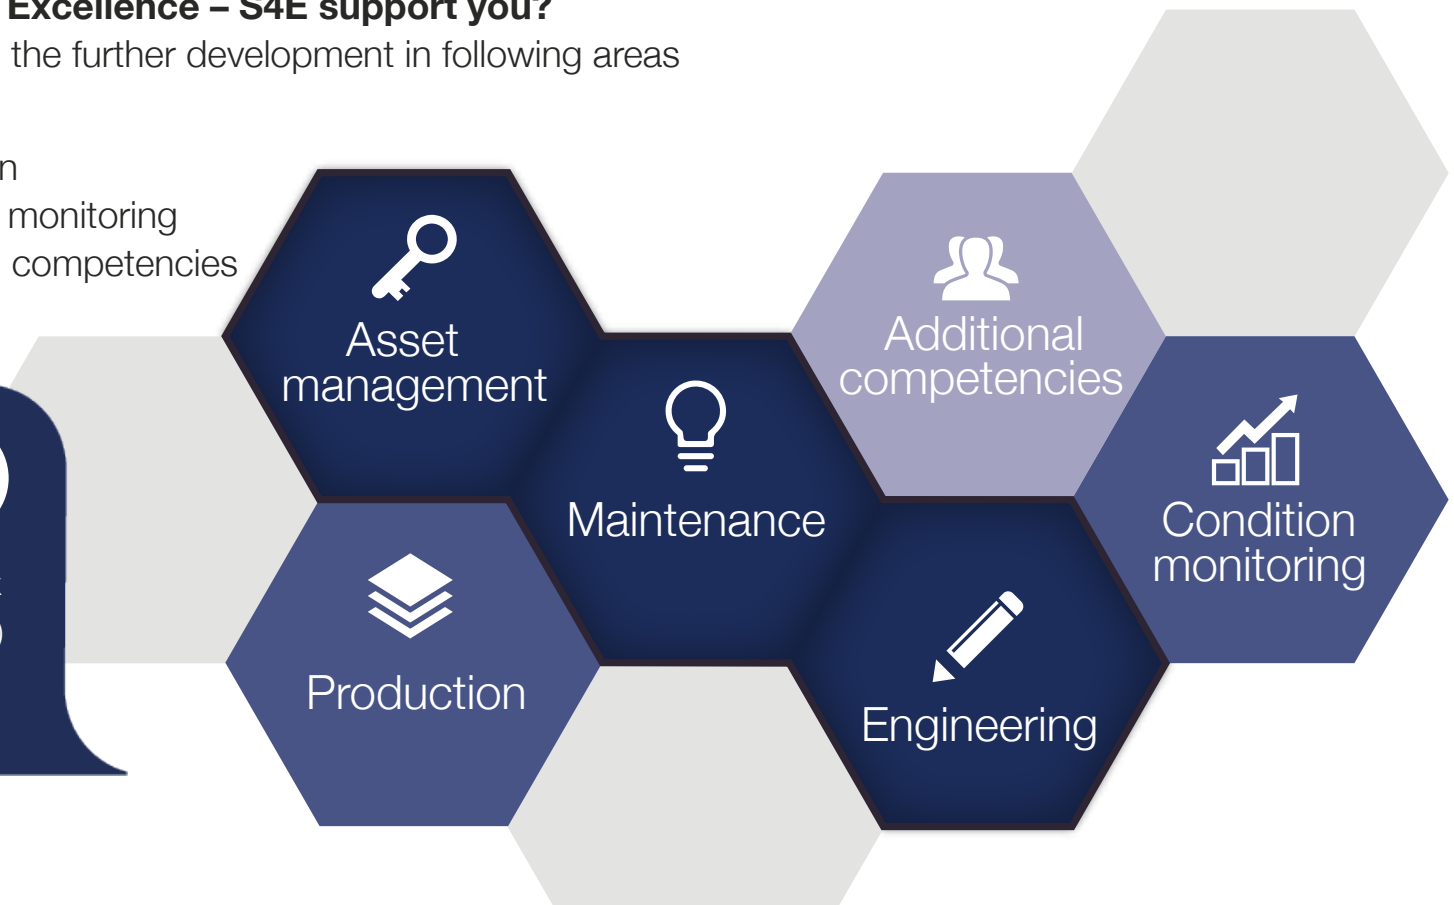 Excellence – S4E support you?
the further development in following areas
monitoring
competencies
Asset
management
Additional
competencies
Maintenance
Condition
monitoring
Production
Engineering